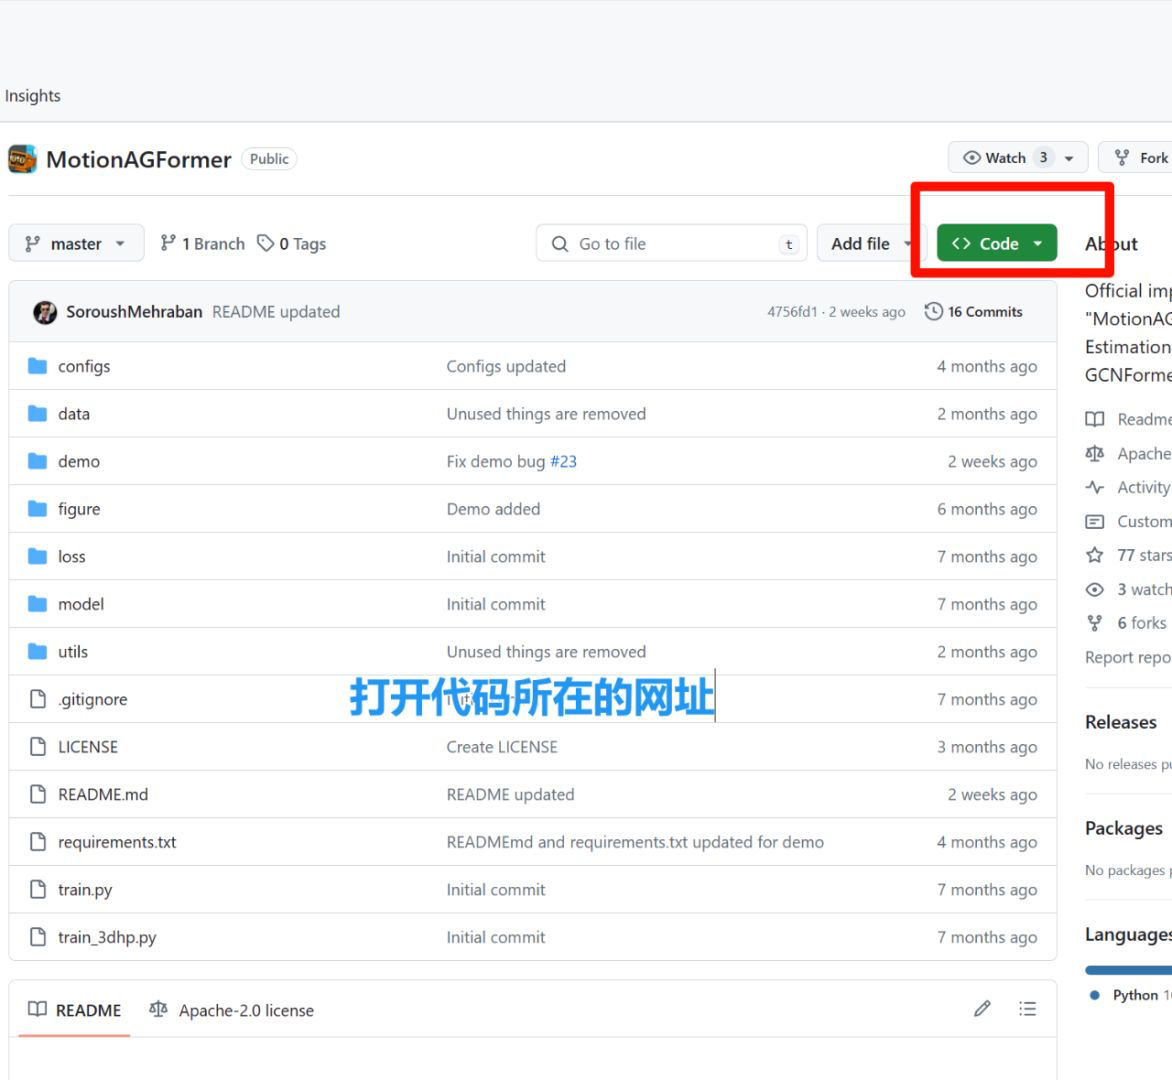 Insights
MotionAGFormer Public
Watch 3
Fork
master
1 Branch
0 Tags
Go to file
t
Add file
Code
SoroushMehraban README updated
4756fd1 · 2 weeks ago
16 Commits
configs Configs updated 4 months ago
data Unused things are removed 2 months ago
demo Fix demo bug #23 2 weeks ago
figure Demo added 6 months ago
loss Initial commit 7 months ago
model Initial commit 7 months ago
utils Unused things are removed 2 months ago
.gitignore 7 months ago
打开代码所在的网址
LICENSE Create LICENSE 3 months ago
README.md README updated 2 weeks ago
requirements.txt READMEmd and requirements.txt updated for demo 4 months ago
train.py Initial commit 7 months ago
train_3dhp.py Initial commit 7 months ago
README
Apache-2.0 license
About
Official
"MotionAG
Estimation
GCNForme
Readme
Apache
Activity
Custom
77 stars
3 watch
6 forks
Report repo
Releases
No releases
Packages
No packages
Languages
Python